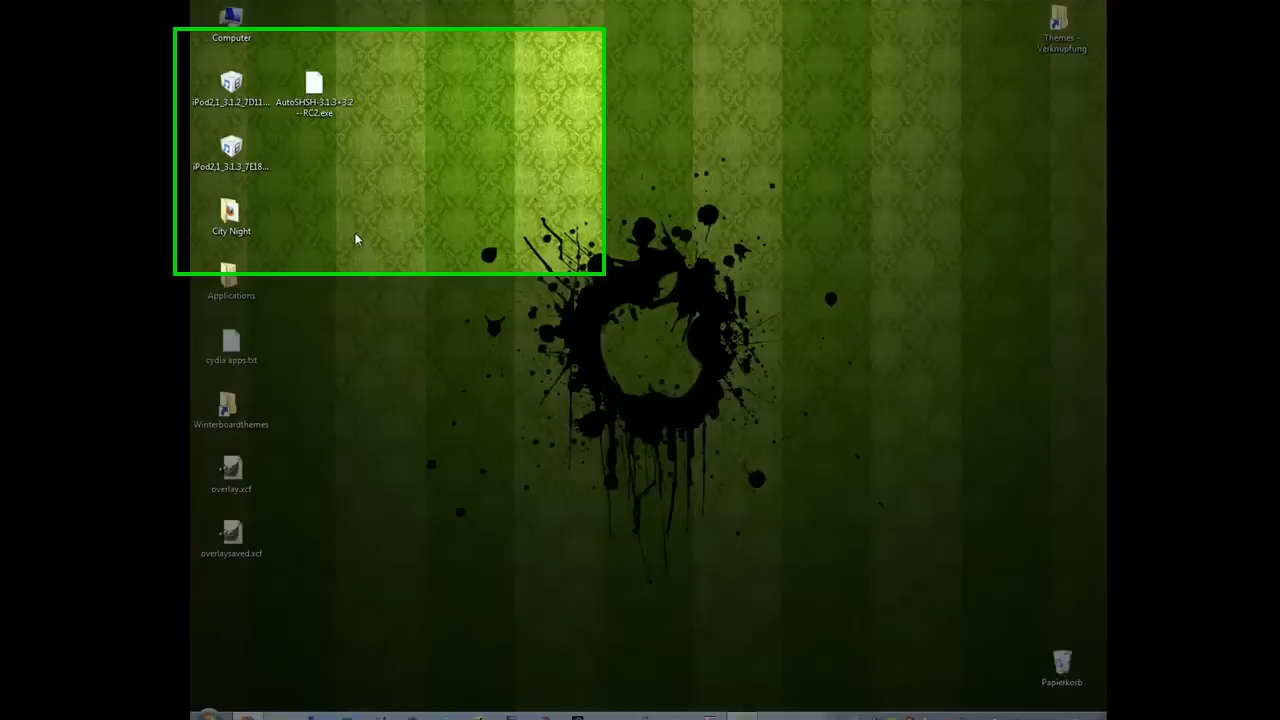 Computer
iPod2,1_3.1.2_7D11...
AutoSHSH-3.1.3+3.2
--RC2.exe
iPod2,1_3.1.3_7E18...
City Night
Applications
cydia apps.txt
Winterboardthemes
overlay.xcf
overlaysaved.xcf
Themes -
Verknüpfung
Papierkorb